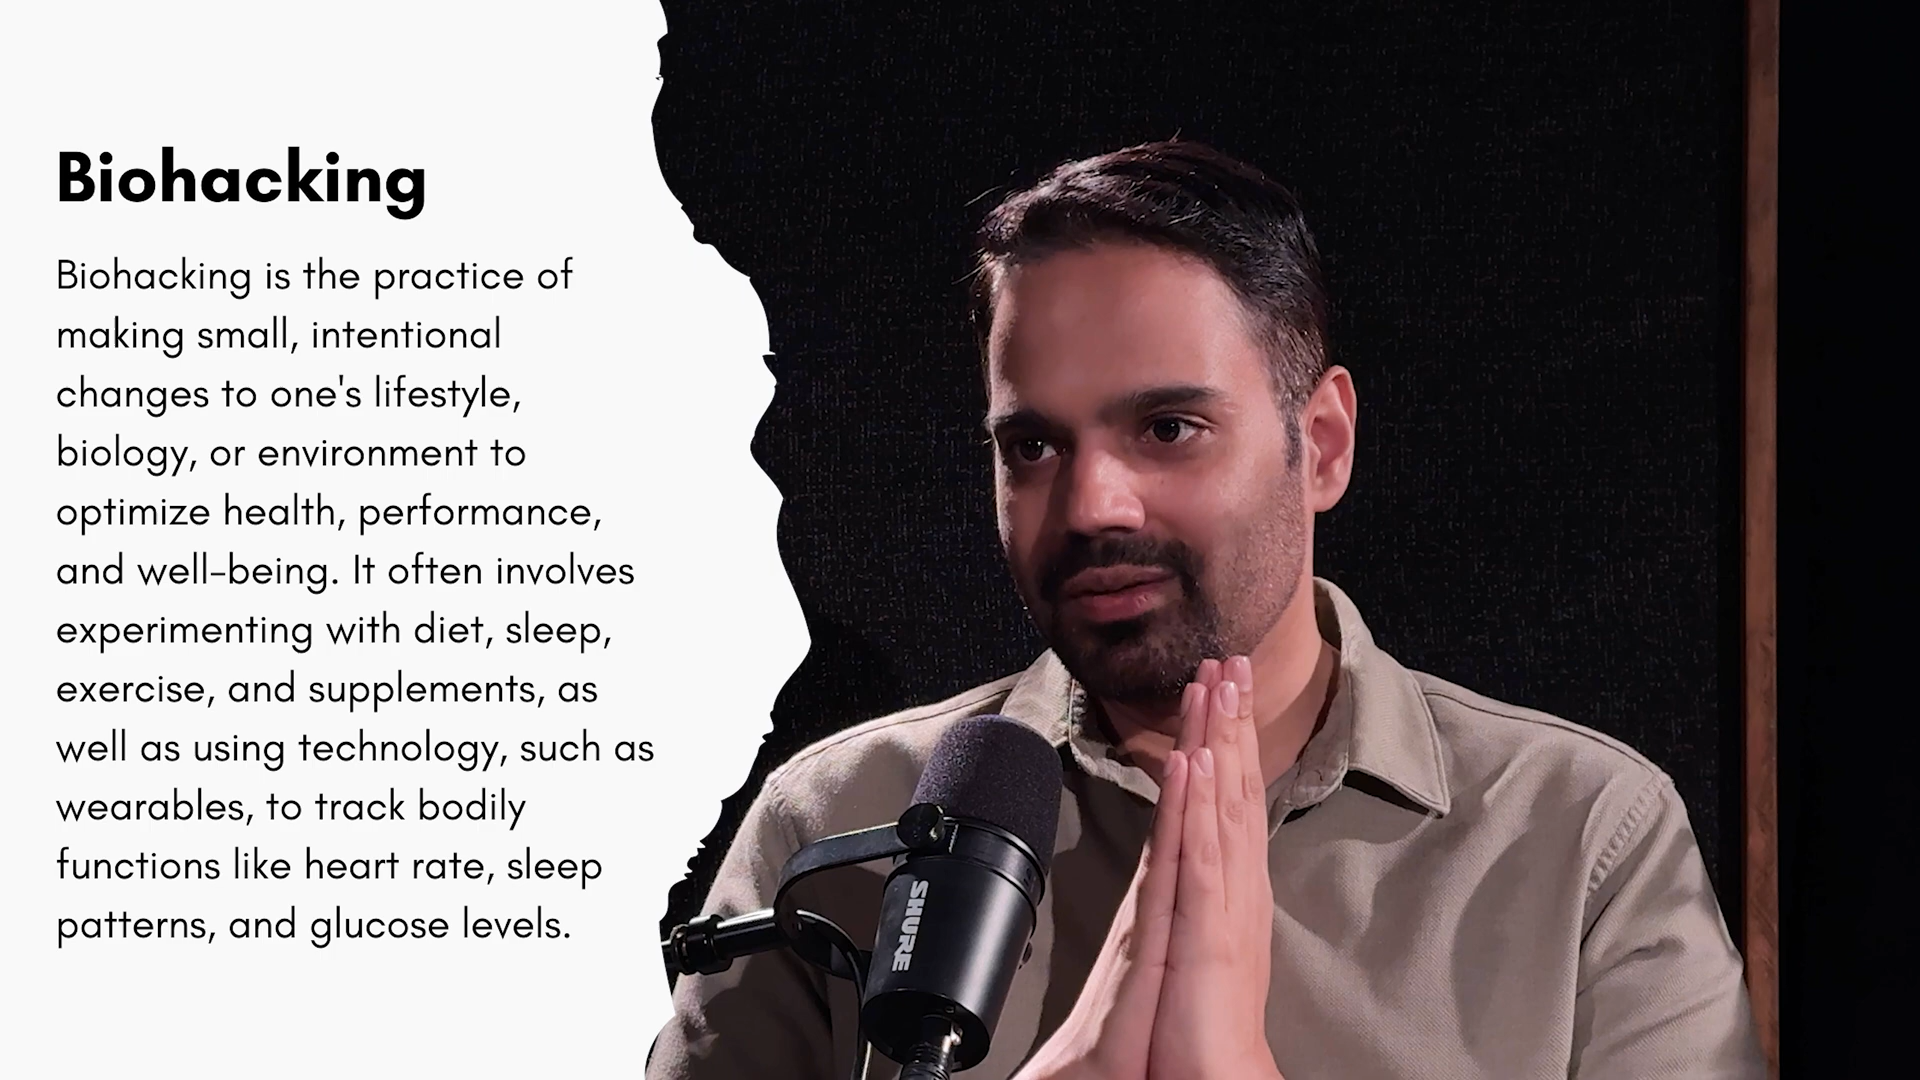 Biohacking
Biohacking is the practice of
making small, intentional
changes to one's lifestyle,
biology, or environment to
optimize health, performance,
and well-being. It often involves
experimenting with diet, sleep,
exercise, and supplements, as
well as using technology, such as
wearables, to track bodily
functions like heart rate, sleep
patterns, and glucose levels.
SHURE